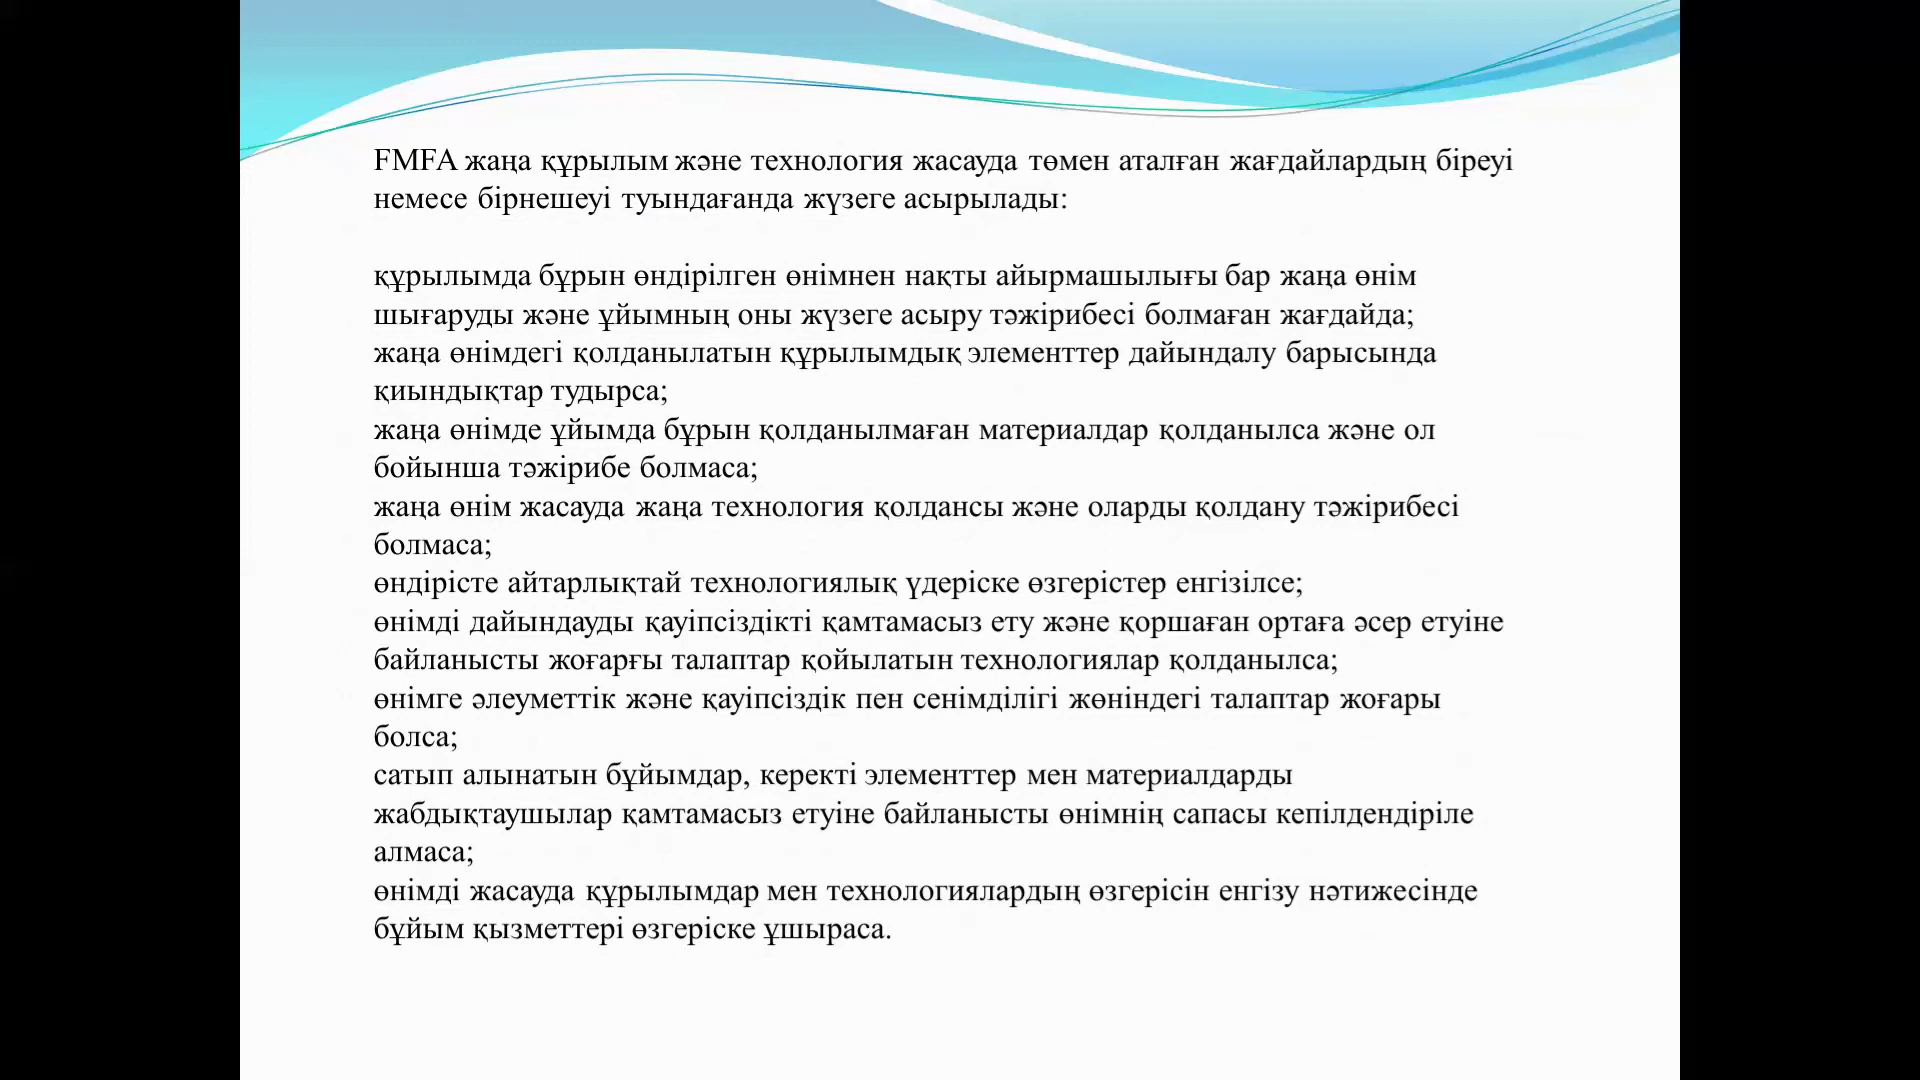 FMFA жаңа құрылым және технология жасауда төмен аталған жағдайлардың біреуі
немесе бірнешеуі туындағанда жүзеге асырылады:
құрылымда бұрын өндірілген өнімнен нақты айырмашылығы бар жаңа өнім
шығаруды және ұйымның оны жүзеге асыру тәжірибесі болмаған жағдайда;
жаңа өнімдегі қолданылатын құрылымдық элементтер дайындалу барысында
қиындықтар тудырса;
жаңа өнімде ұйымда бұрын қолданылмаған материалдар қолданылса және ол
бойынша тәжірибе болмаса;
жаңа өнім жасауда жаңа технология қолдансы және оларды қолдану тәжірибесі
болмаса;
өндірісте айтарлықтай технологиялық үдеріске өзгерістер енгізілсе;
өнімді дайындауды қауіпсіздікті қамтамасыз ету және қоршаған ортаға әсер етуіне
байланысты жоғарғы талаптар қойылатын технологиялар қолданылса;
өнімге әлеуметтік және қауіпсіздік пен сенімділігі жөніндегі талаптар жоғары
болса;
сатып алынатын бұйымдар, керекті элементтер мен материалдарды
жабдықтаушылар қамтамасыз етуіне байланысты өнімнің сапасы кепілдендіріле
алмаса;
өнімді жасауда құрылымдар мен технологиялардың өзгерісін енгізу нәтижесінде
бұйым қызметтері өзгеріске ұшыраса.